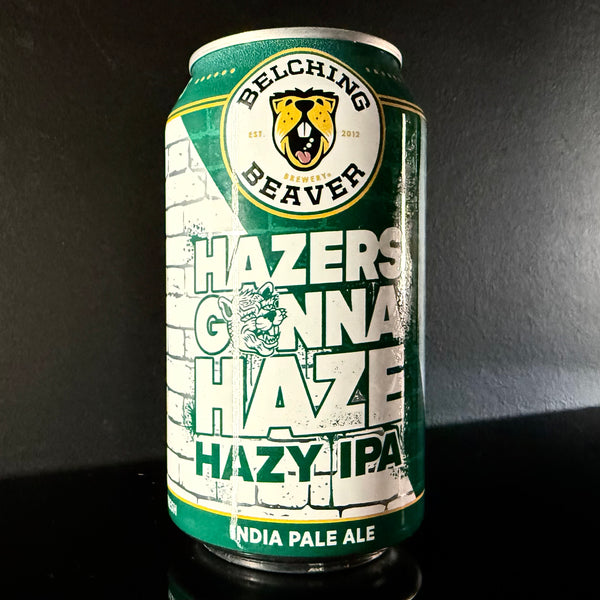 BELCHING
EST. 2012
BREWERY
BEAVER
HAZERS
GONNA
HAZE
HAZY IPA
INDIA PALE ALE